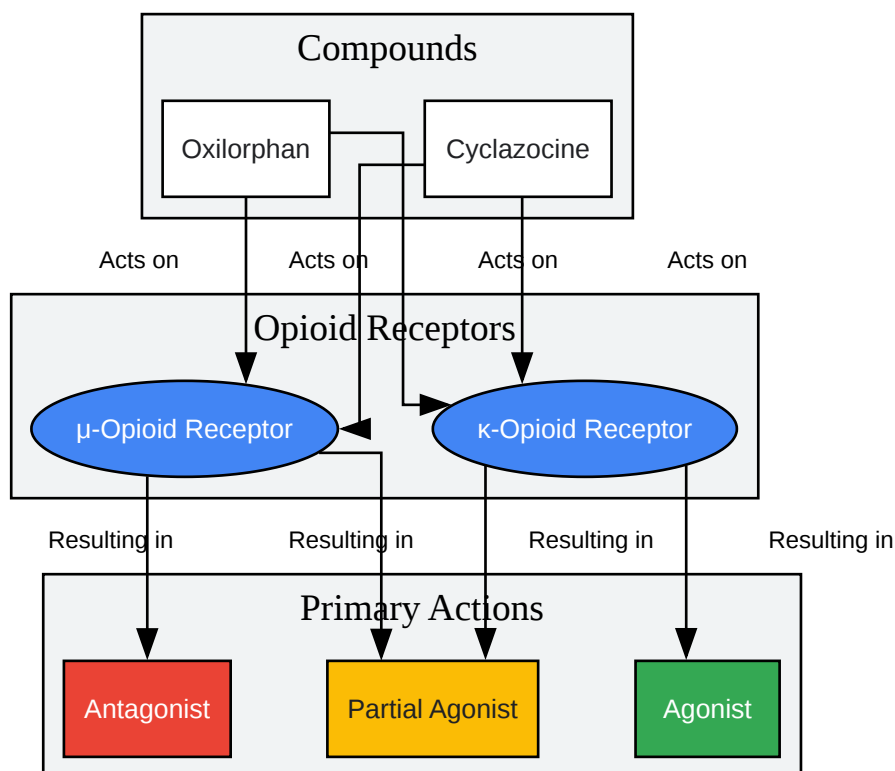 Compounds
Oxilorphan
Cyclazocine
Acts on
Acts on
Acts on
Acts on
Opioid Receptors
μ-Opioid Receptor
κ-Opioid Receptor
Resulting in
Resulting in
Resulting in
Resulting in
Primary Actions
Antagonist
Partial Agonist
Agonist